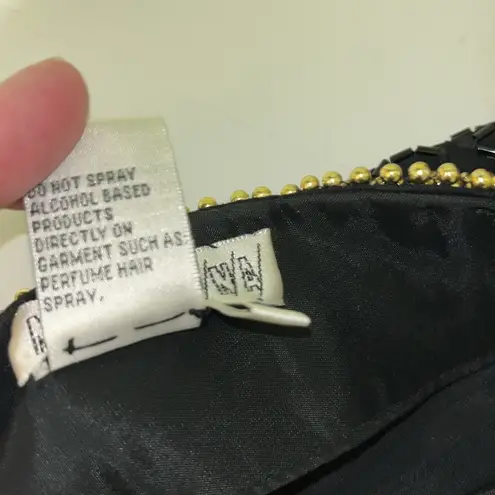 DO NOT SPRAY
ALCOHOL BASED
PRODUCTS
DIRECTLY ON
GARMENT SUCH AS:
PERFUME HAIR
SPRAY.